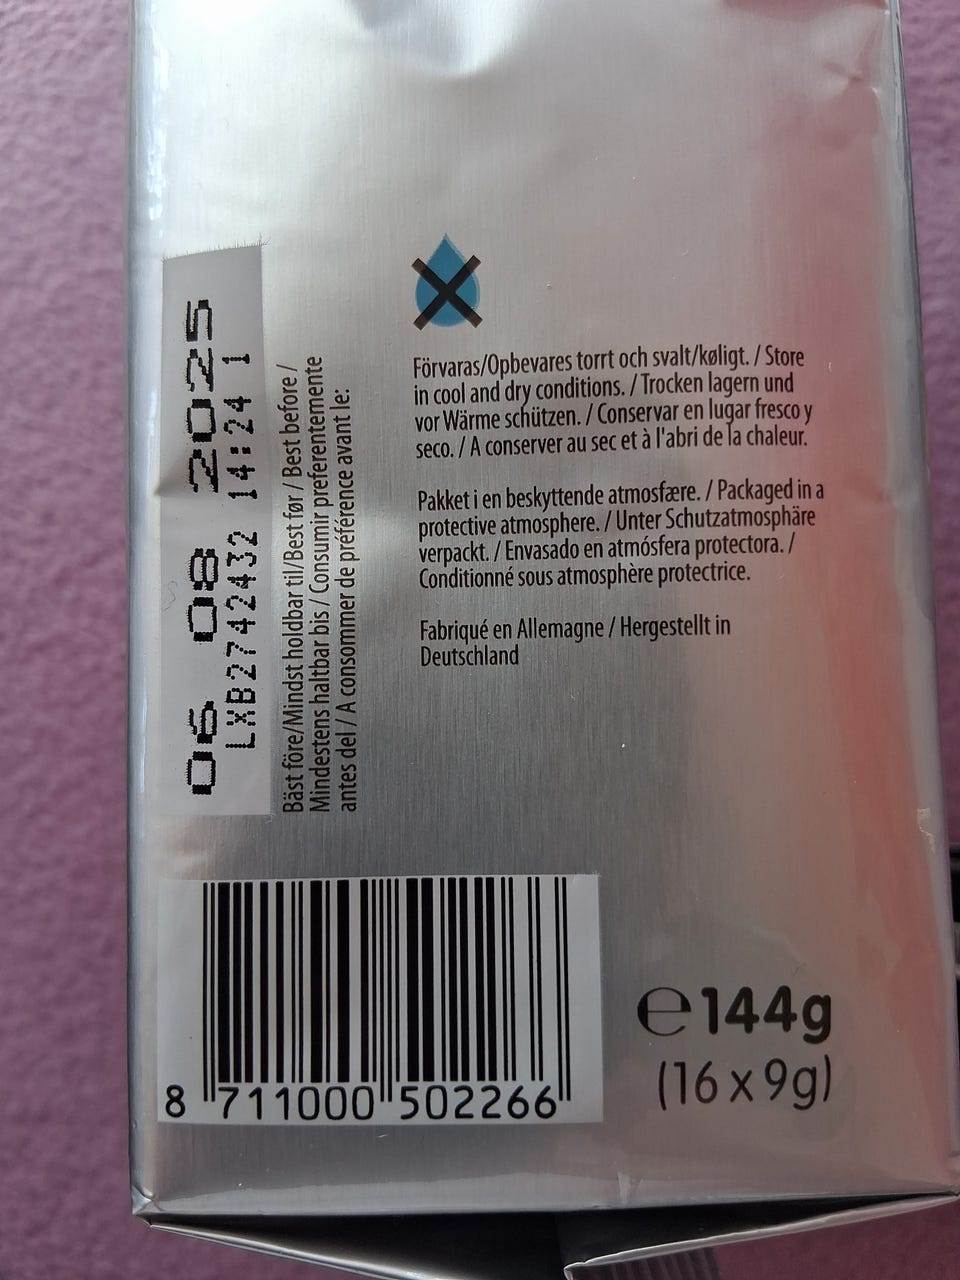 06 08 2025
LXB2742432 14:24 1
Bäst före/Mindst holdbar til/Best før / Best before /
Mindestens haltbar bis / Consumir preferentemente
antes del / A consommer de préférence avant le:
Förvaras/Opbevares torrt och svalt/køligt. / Store
in cool and dry conditions. / Trocken lagern und
vor Wärme schützen. / Conservar en lugar fresco y
seco. / A conserver au sec et à l'abri de la chaleur.
Pakket i en beskyttende atmosfære. / Packaged in a
protective atmosphere. / Unter Schutzatmosphäre
verpackt. / Envasado en atmósfera protectora. /
Conditionné sous atmosphère protectrice.
Fabriqué en Allemagne / Hergestellt in
Deutschland
8 711000 502266
℮144g
(16 x 9g)